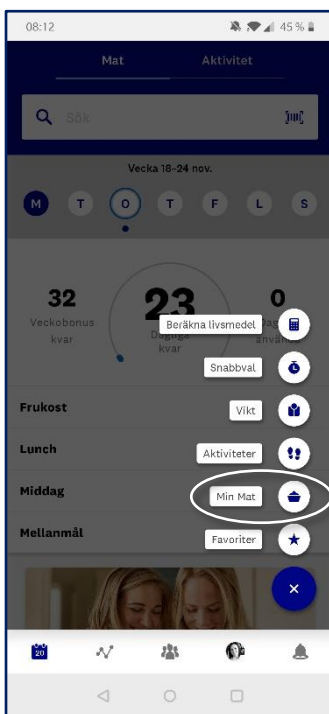 08:12 45 %
Mat Aktivitet
Sök
Vecka 18-24 nov.
M T O T F L S
32 23 0
Veckobonus
kvar
Dagliga
kvar
Beräkna livsmedel
Snabbval
Frukost
Vikt
Lunch
Aktiviteter
Middag
Min Mat
Mellanmål
Favoriter
20